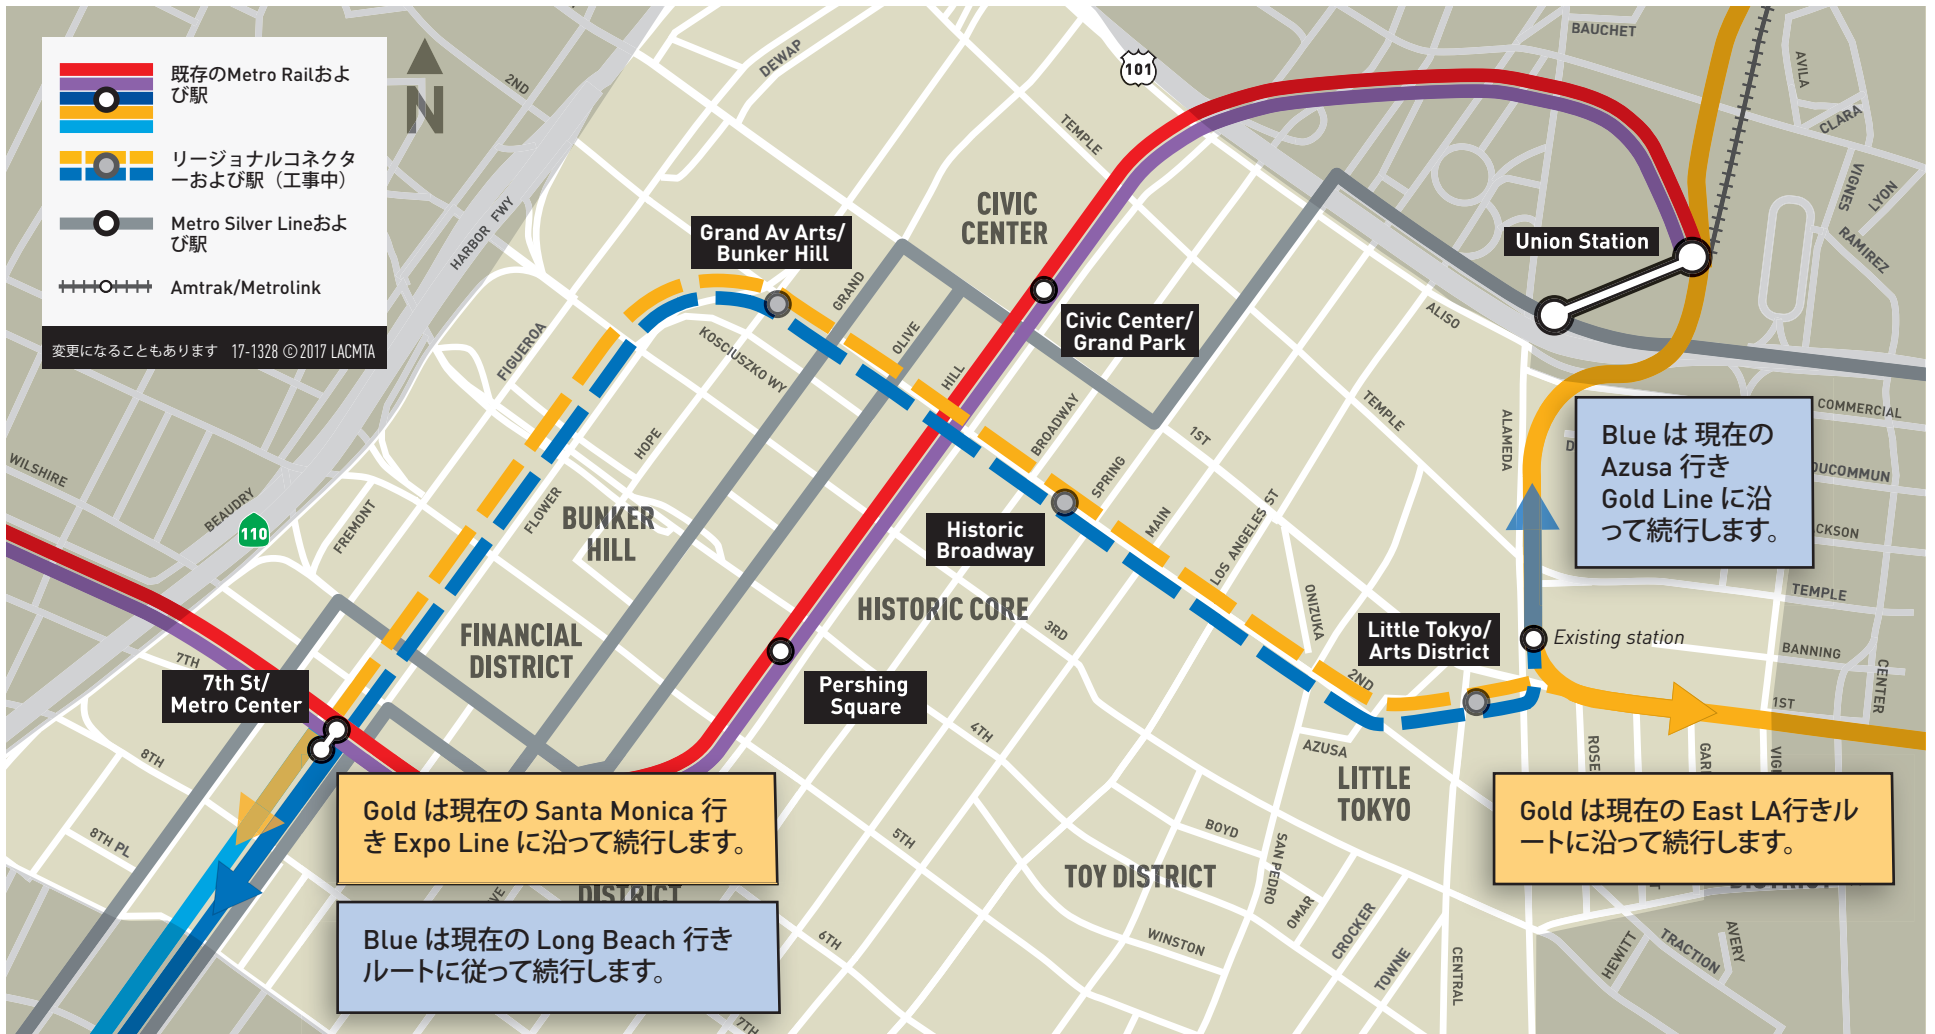 既存のMetro Railおよ
び駅
リージョナルコネクタ
ーおよび駅（工事中）
Metro Silver Lineおよ
び駅
Amtrak/Metrolink
変更になることもあります 17-1328 ©2017 LACMTA
N
2ND
DEWAP
101
BAUCHET
AVILA
CLARA
VIGNES
LYON
RAMIREZ
TEMPLE
HARBOR FWY
CIVIC
CENTER
Grand Av Arts/
Bunker Hill
Union Station
GRAND
Civic Center/
Grand Park
ALISO
FIGUEROA
KOSCIUSZKO WY
OLIVE
HILL
BROADWAY
1ST
TEMPLE
ALAMEDA
COMMERCIAL
Blue は 現在の
Azusa 行き
Gold Line に沿
って続行します。
D
DUCOMMUN
CKSON
WILSHIRE
BEAUDRY
110
FREMONT
HOPE
FLOWER
BUNKER
HILL
SPRING
MAIN
LOS ANGELES ST
Historic
Broadway
TEMPLE
ONIZUKA
HISTORIC CORE
3RD
Little Tokyo/
Arts District
Existing station
BANNING
CENTER
FINANCIAL
DISTRICT
7TH
7th St/
Metro Center
Pershing
Square
2ND
1ST
4TH
AZUSA
ROSE
GAR
VIG
8TH
LITTLE
TOKYO
Gold は現在の Santa Monica 行
き Expo Line に沿って続行します。
Gold は現在の East LA行きル
ートに沿って続行します。
8TH PL
5TH
BOYD
SAN PEDRO
TOY DISTRICT
DISTRICT
VE
T
DISTRICT
Blue は現在の Long Beach 行き
ルートに従って続行します。
6TH
WINSTON
OMAR
CROCKER
TOWNE
CENTRAL
HEWITT
TRACTION
AVERY
7TH